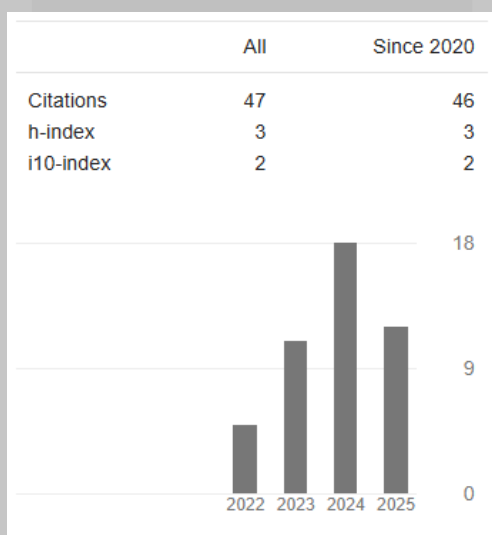 All Since 2020
Citations 47 46
h-index 3 3
i10-index 2 2
18
9
0
2022 2023 2024 2025